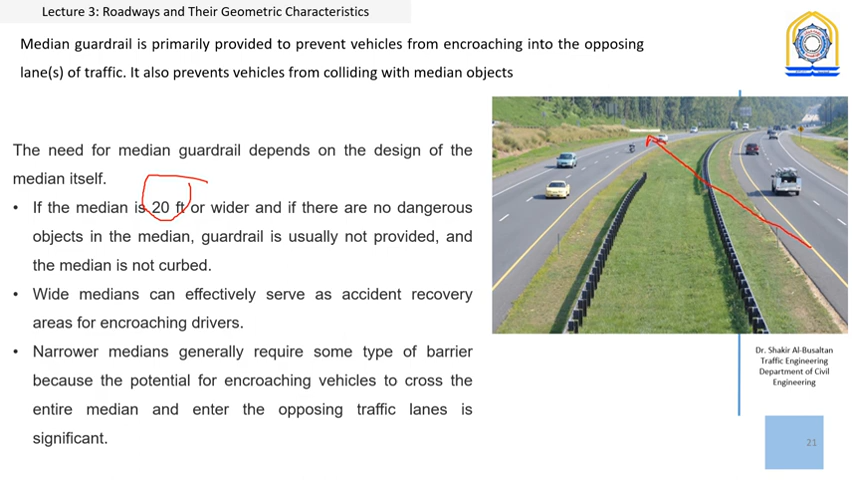 Lecture 3: Roadways and Their Geometric Characteristics
Median guardrail is primarily provided to prevent vehicles from encroaching into the opposing
lane(s) of traffic. It also prevents vehicles from colliding with median objects
The need for median guardrail depends on the design of the
median itself.
• If the median is 20 ft or wider and if there are no dangerous
objects in the median, guardrail is usually not provided, and
the median is not curbed.
• Wide medians can effectively serve as accident recovery
areas for encroaching drivers.
• Narrower medians generally require some type of barrier
because the potential for encroaching vehicles to cross the
entire median and enter the opposing traffic lanes is
significant.
Dr. Shakir Al-Busaltan
Traffic Engineering
Department of Civil
Engineering
21